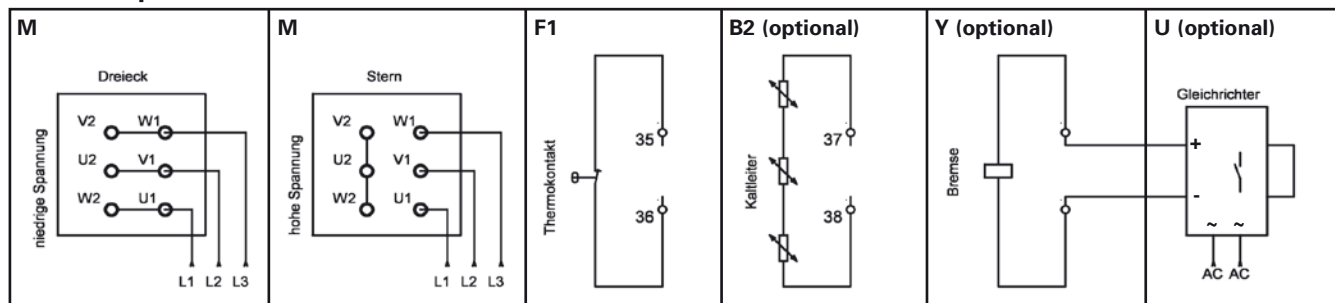 M
Dreieck
niedrige Spannung
V2 W1
U2 V1
W2 U1
L1 L2 L3
M
Stern
hohe Spannung
V2 W1
U2 V1
W2 U1
L1 L2 L3
F1
Thermokontakt
35
36
B2 (optional)
Kaltleiter
37
38
Y (optional)
Bremse
U (optional)
Gleichrichter
+
-
~ ~
AC AC